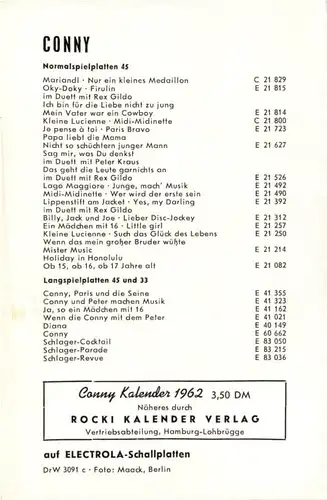 CONNY
Normalspielplatten 45
Mariandl · Nur ein kleines Medaillon C 21 829
Oky-Doky · Firulin E 21 815
im Duett mit Rex Gildo
Ich bin für die Liebe nicht zu jung
Mein Vater war ein Cowboy E 21 814
Kleine Lucienne · Midi-Midinette C 21 800
Je pense à toi · Paris Bravo E 21 723
Papa liebt die Mama
Nicht so schüchtern junger Mann E 21 627
Sag mir, was Du denkst
im Duett mit Peter Kraus
Das geht die Leute garnichts an
im Duett mit Rex Gildo E 21 526
Lago Maggiore · Junge, mach' Musik E 21 492
Midi-Midinette · Wer wird der erste sein E 21 490
Lippenstift am Jacket · Yes, my Darling E 21 392
im Duett mit Rex Gildo
Billy, Jack und Joe · Lieber Disc-Jockey E 21 312
Ein Mädchen mit 16 · Little girl E 21 257
Kleine Lucienne · Such das Glück des Lebens E 21 250
Wenn das mein großer Bruder wüßte
Mister Music E 21 214
Holiday in Honolulu
Ob 15, ob 16, ob 17 Jahre alt E 21 082
Langspielplatten 45 und 33
Conny, Paris und die Seine E 41 355
Conny und Peter machen Musik E 41 323
Ja, so ein Mädchen mit 16 E 41 162
Wenn die Conny mit dem Peter E 41 021
Diana E 40 149
Conny E 60 662
Schlager-Cocktail E 83 050
Schlager-Parade E 83 215
Schlager-Revue E 83 036
Conny Kalender 1962 3,50 DM
Näheres durch
ROCKI KALENDER VERLAG
Vertriebsabteilung, Hamburg-Lohbrügge
auf ELECTROLA-Schallplatten
DrW 3091 c · Foto: Maack, Berlin